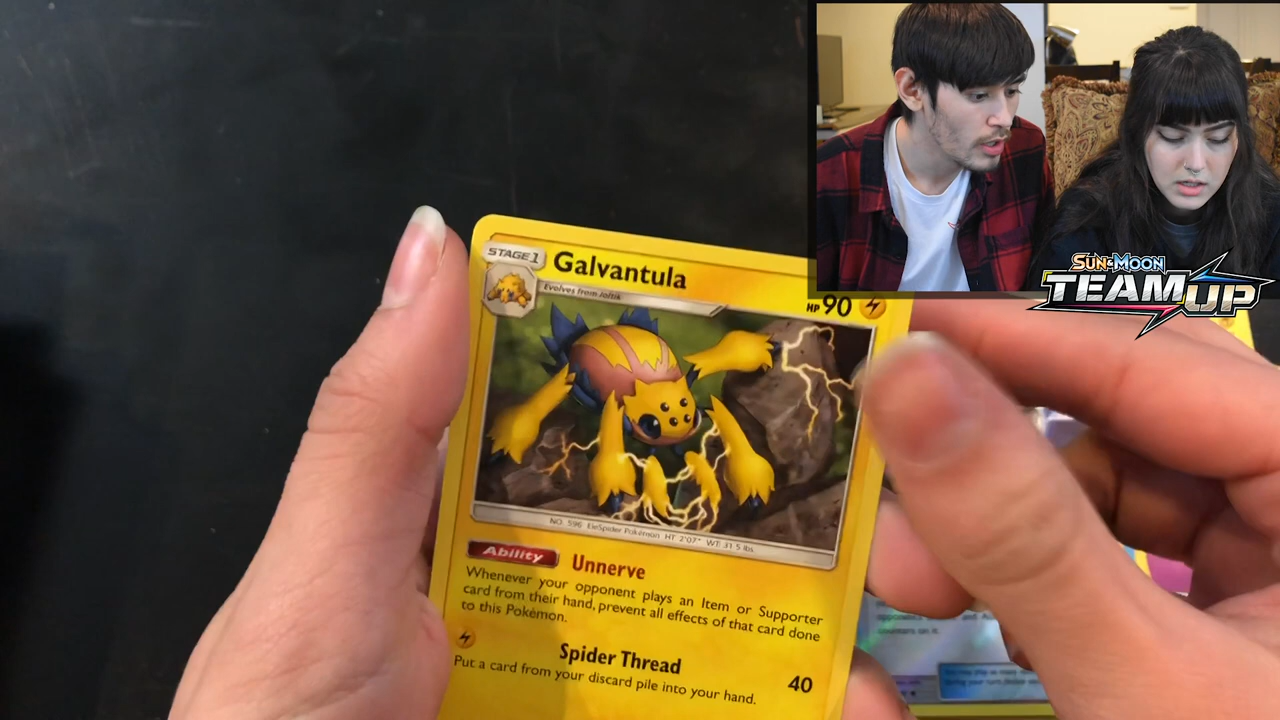 STAGE 1
Galvantula
Evolves from Joltik
HP 90
NO. 596 EleSpider Pokémon HT 2'07" WT: 31.5 lbs
Ability Unnerve
Whenever your opponent plays an Item or Supporter
card from their hand, prevent all effects of that card done
to this Pokémon.
Spider Thread 40
Put a card from your discard pile into your hand.
SUN & MOON
TEAM UP